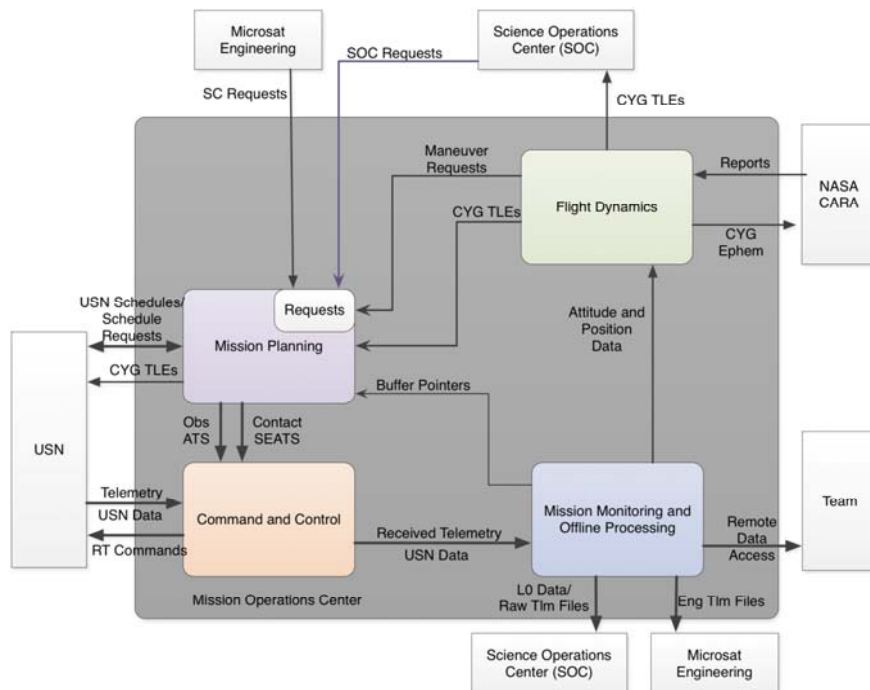 Microsat
Engineering
Science Operations
Center (SOC)
SOC Requests
SC Requests
CYG TLEs
Maneuver
Requests
Reports
NASA
CARA
Flight Dynamics
CYG TLEs
CYG
Ephem
USN Schedules/
Schedule
Requests
Requests
Mission Planning
Attitude and
Position
Data
CYG TLEs
Buffer Pointers
Obs
ATS
Contact
SEATS
USN
Telemetry
USN Data
RT Commands
Command and Control
Received Telemetry
USN Data
Mission Monitoring and
Offline Processing
Remote
Data
Access
Team
Mission Operations Center
L0 Data/
Raw Tlm Files
Eng Tlm Files
Science Operations
Center (SOC)
Microsat
Engineering